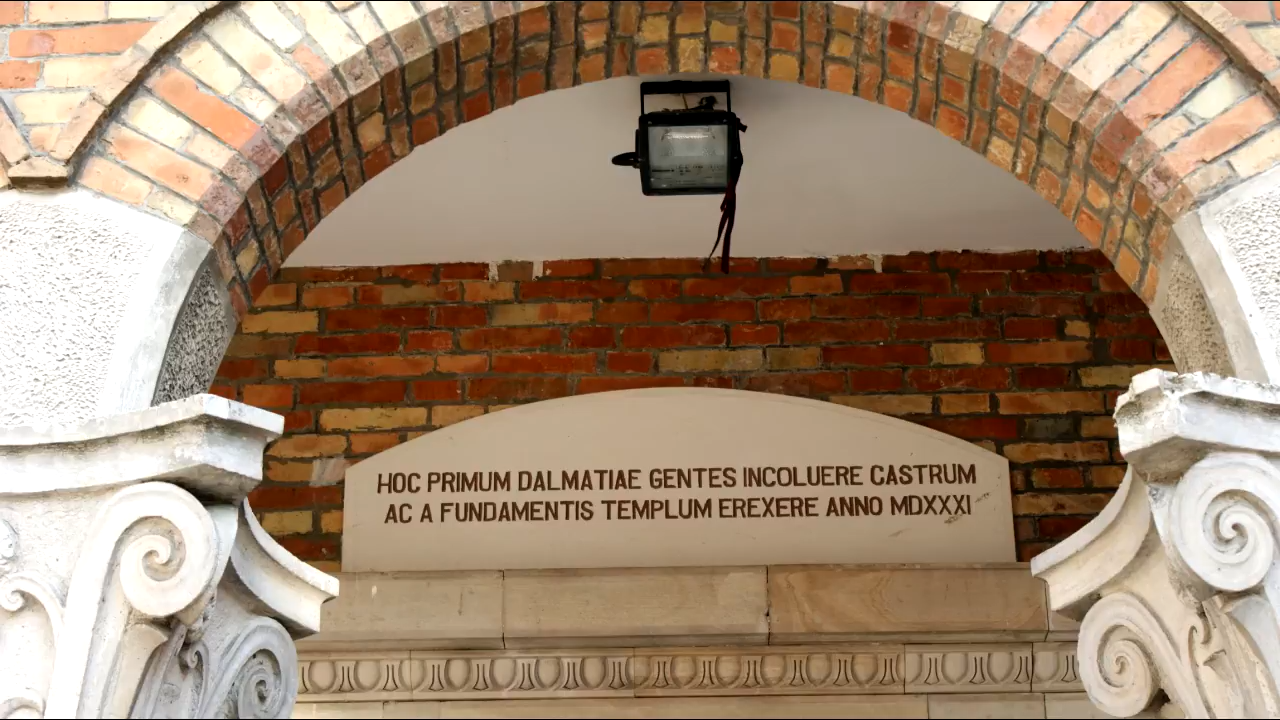 HOC PRIMUM DALMATIAE GENTES INCOLUERE CASTRUM
AC A FUNDAMENTIS TEMPLUM EREXERE ANNO MDXXXI